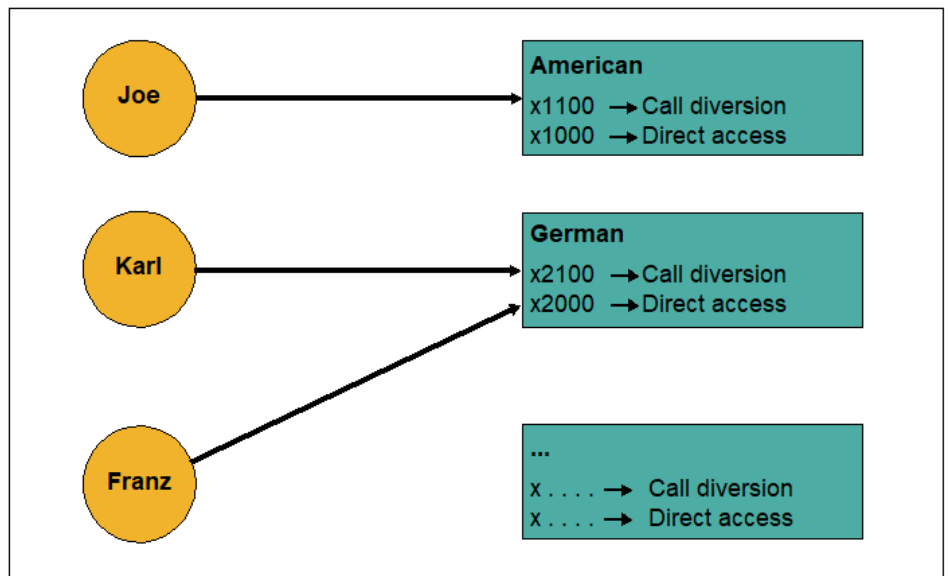 Joe
American
x1100 → Call diversion
x1000 → Direct access
Karl
German
x2100 → Call diversion
x2000 → Direct access
Franz
...
x . . . . → Call diversion
x . . . . → Direct access